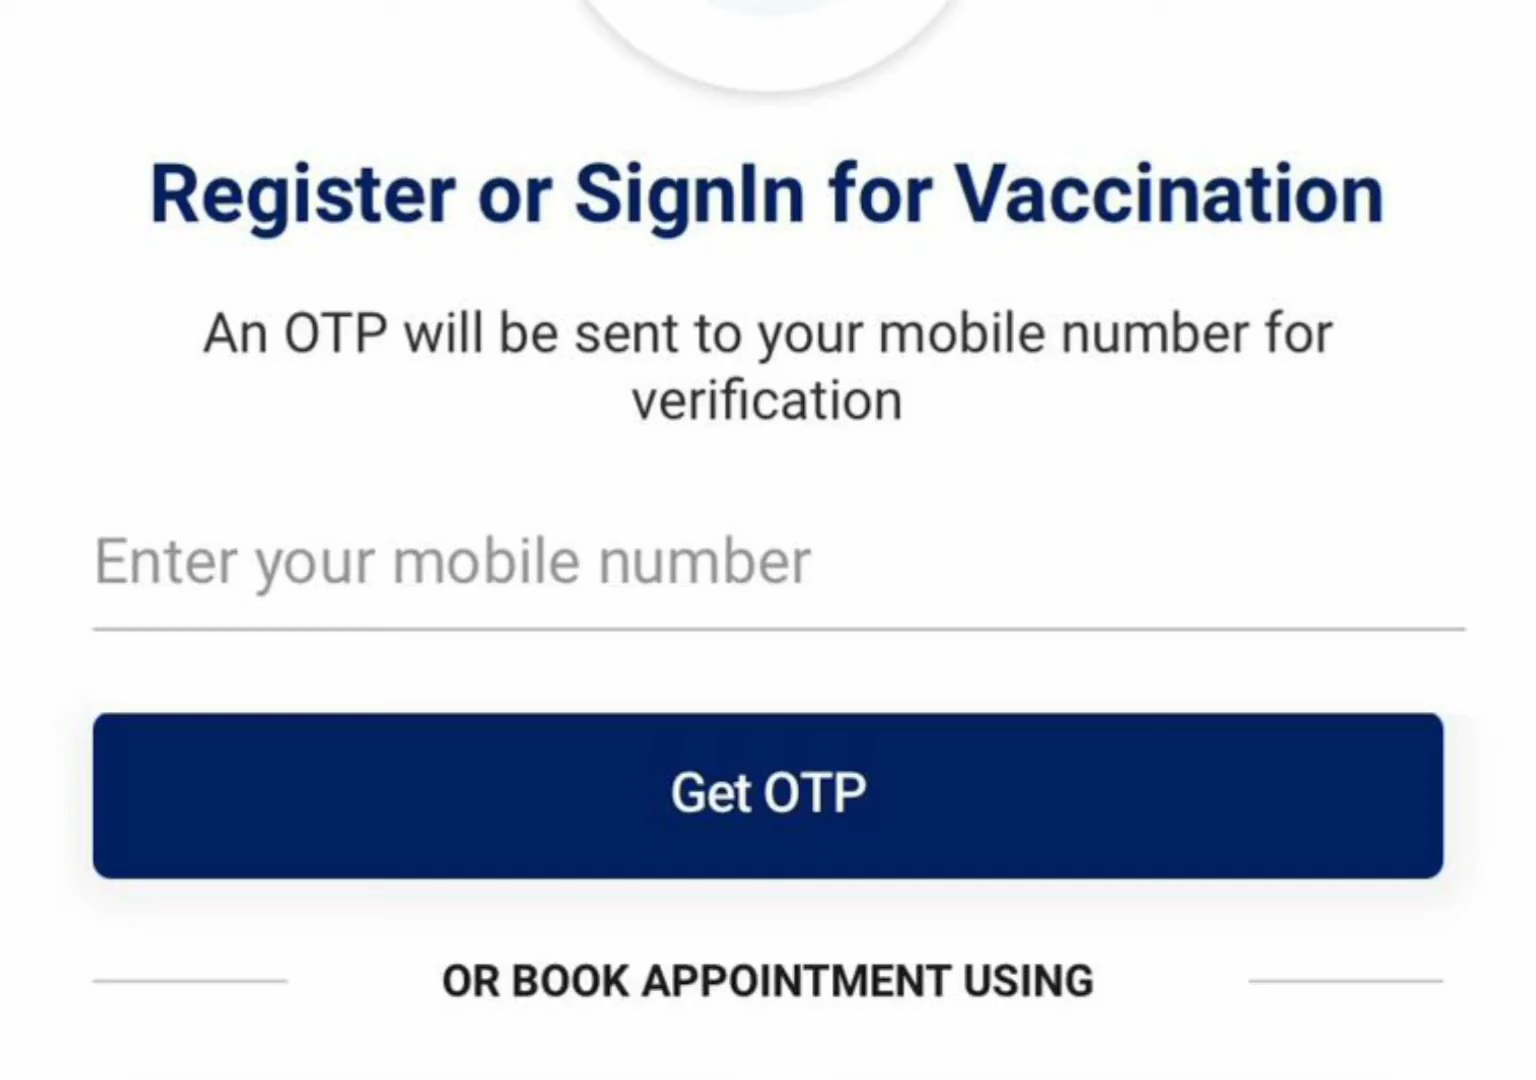 Register or SignIn for Vaccination
An OTP will be sent to your mobile number for
verification
Enter your mobile number
Get OTP
OR BOOK APPOINTMENT USING